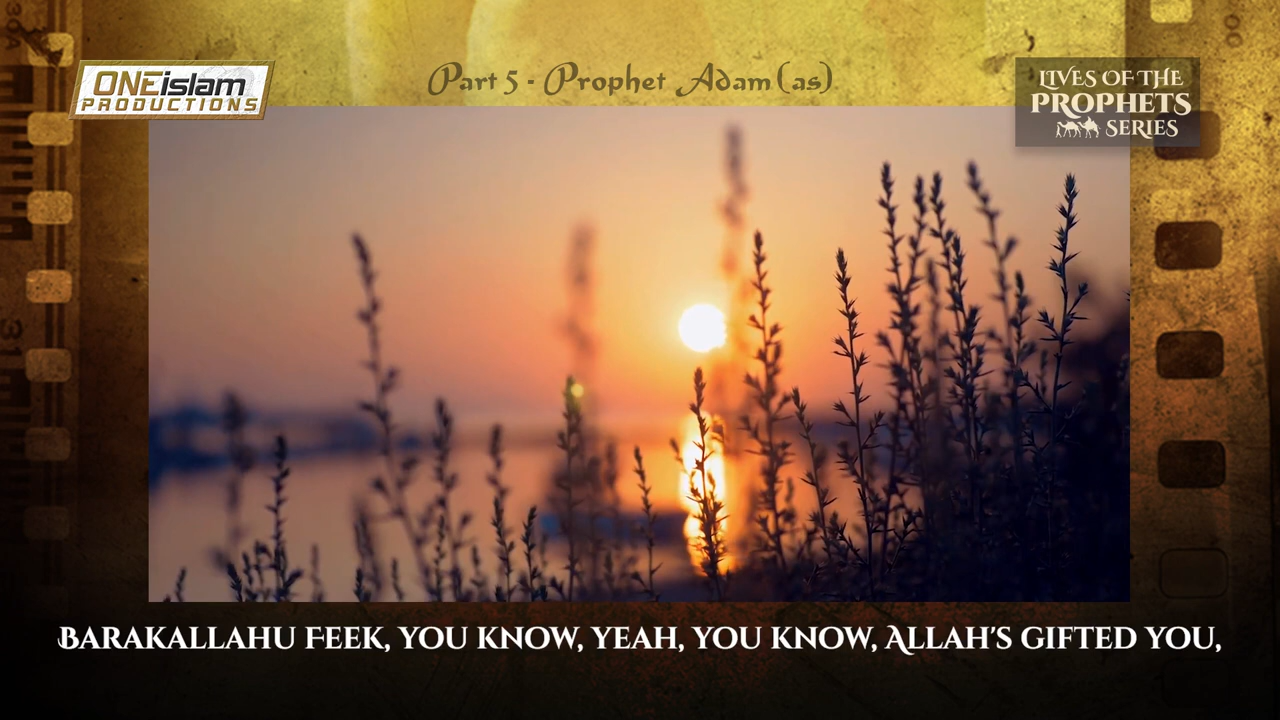 ONEislam
PRODUCTIONS
Part 5 - Prophet Adam (as)
LIVES OF THE
PROPHETS
SERIES
BARAKALLAHU FEEK, YOU KNOW, YEAH, YOU KNOW, ALLAH'S GIFTED YOU,